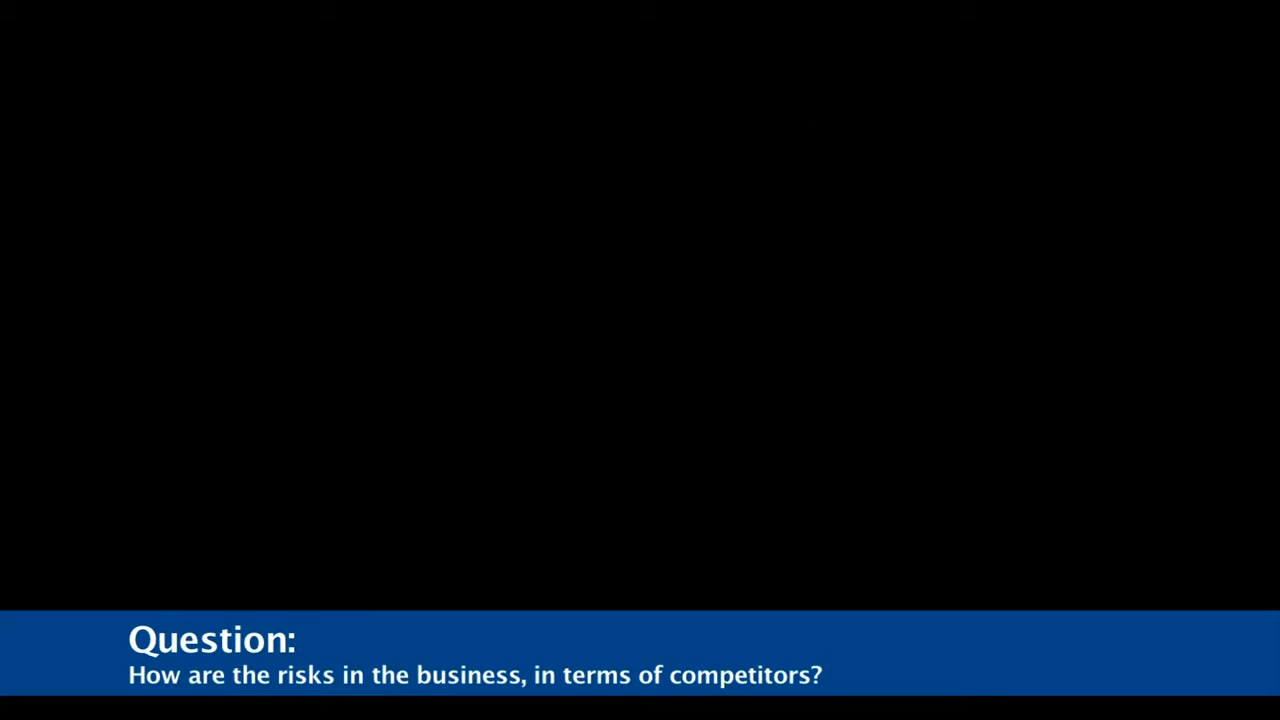 Question:
How are the risks in the business, in terms of competitors?